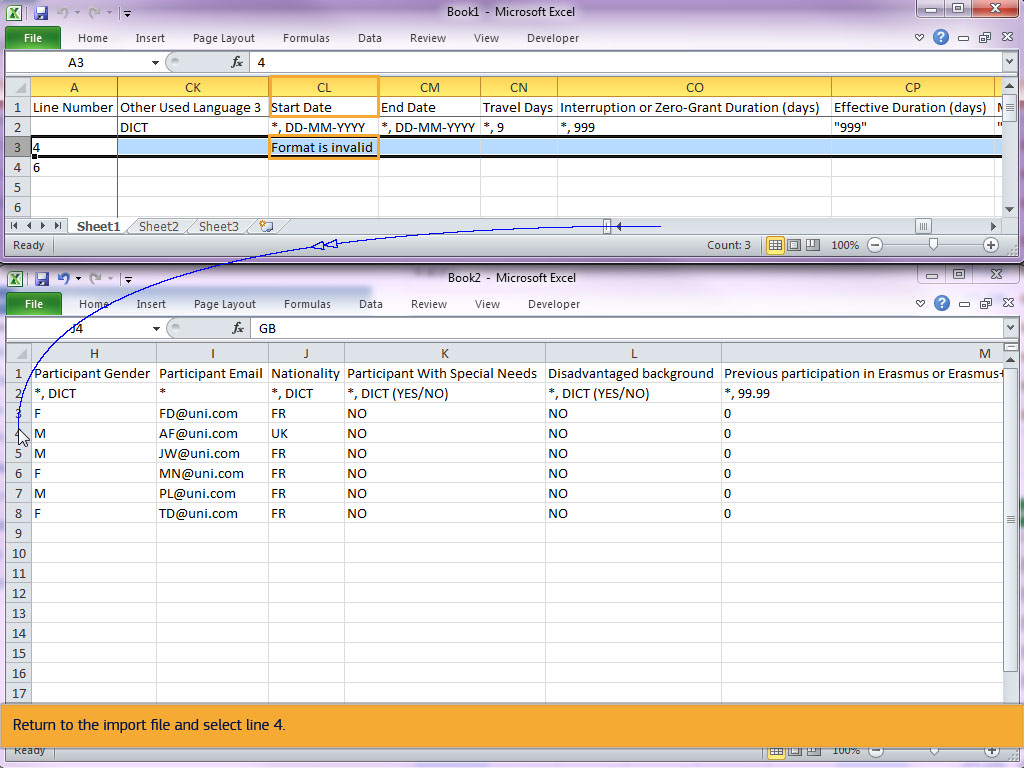 Book1 - Microsoft Excel
File Home Insert Page Layout Formulas Data Review View Developer
A3 fx 4
A CK CL CM CN CO CP
1 Line Number Other Used Language 3 Start Date End Date Travel Days Interruption or Zero-Grant Duration (days) Effective Duration (days)
2 DICT *, DD-MM-YYYY *, DD-MM-YYYY *, 9 *, 999 "999" "
3 4 Format is invalid
4 6
5
6
Sheet1 Sheet2 Sheet3
Ready Count: 3 100%
Book2 - Microsoft Excel
File Home Insert Page Layout Formulas Data Review View Developer
J4 fx GB
H I J K L M
1 Participant Gender Participant Email Nationality Participant With Special Needs Disadvantaged background Previous participation in Erasmus or Erasmus+
2 *, DICT * *, DICT *, DICT (YES/NO) *, DICT (YES/NO) *, 99.99
3 F FD@uni.com FR NO NO 0
4 M AF@uni.com UK NO NO 0
5 M JW@uni.com FR NO NO 0
6 F MN@uni.com FR NO NO 0
7 M PL@uni.com FR NO NO 0
8 F TD@uni.com FR NO NO 0
9
10
11
12
13
14
15
16
17
Return to the import file and select line 4.
Ready 100%